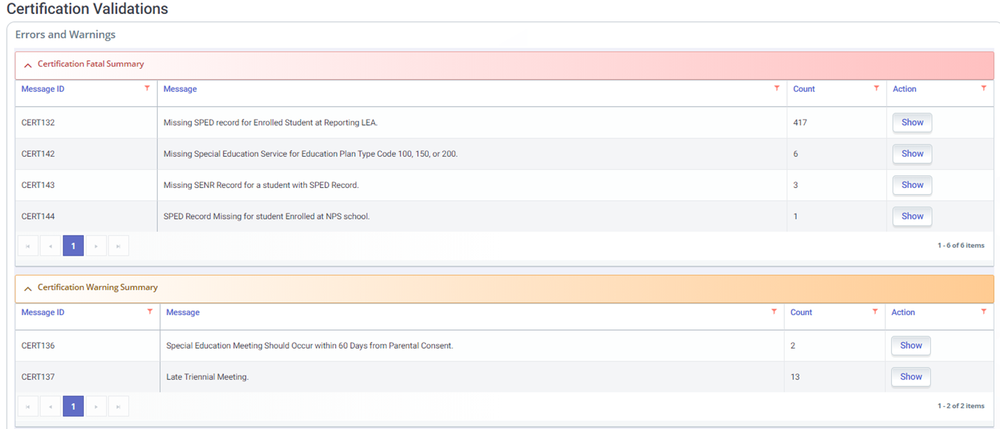 Certification Validations
Errors and Warnings
Certification Fatal Summary
Message ID Message Count Action
CERT132 Missing SPED record for Enrolled Student at Reporting LEA. 417 Show
CERT142 Missing Special Education Service for Education Plan Type Code 100, 150, or 200. 6 Show
CERT143 Missing SENR Record for a student with SPED Record. 3 Show
CERT144 SPED Record Missing for student Enrolled at NPS school. 1 Show
1 1 - 6 of 6 items
Certification Warning Summary
Message ID Message Count Action
CERT136 Special Education Meeting Should Occur within 60 Days from Parental Consent. 2 Show
CERT137 Late Triennial Meeting. 13 Show
1 1 - 2 of 2 items